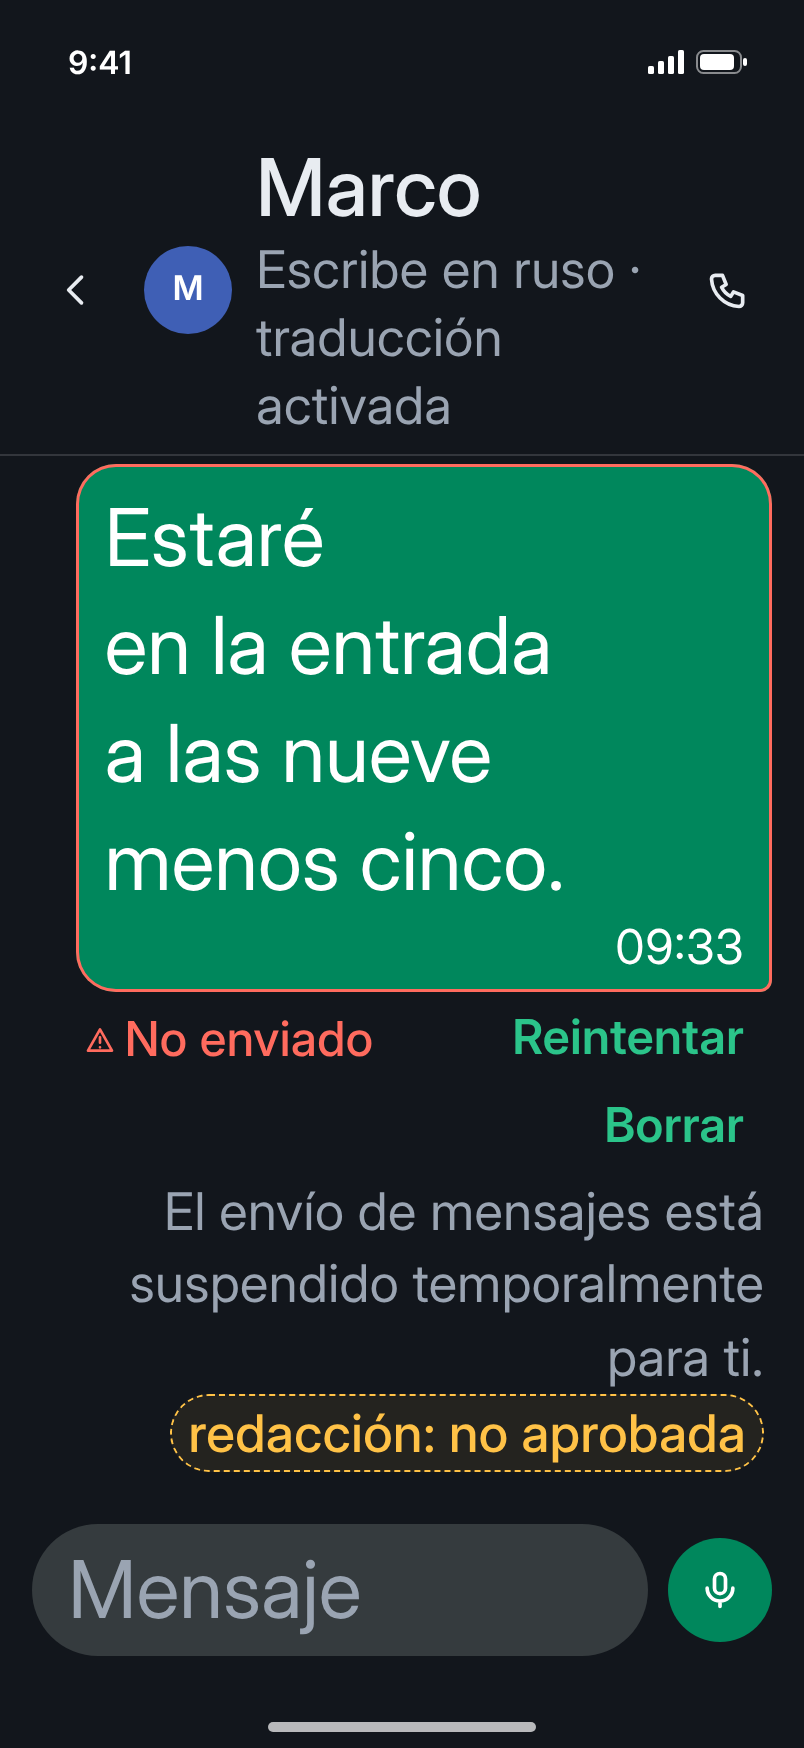 9:41
Marco
M
Escribe en ruso ·
traducción
activada
Estaré
en la entrada
a las nueve
menos cinco.
09:33
No enviado
Reintentar
Borrar
El envío de mensajes está
suspendido temporalmente
para ti.
redacción: no aprobada
Mensaje